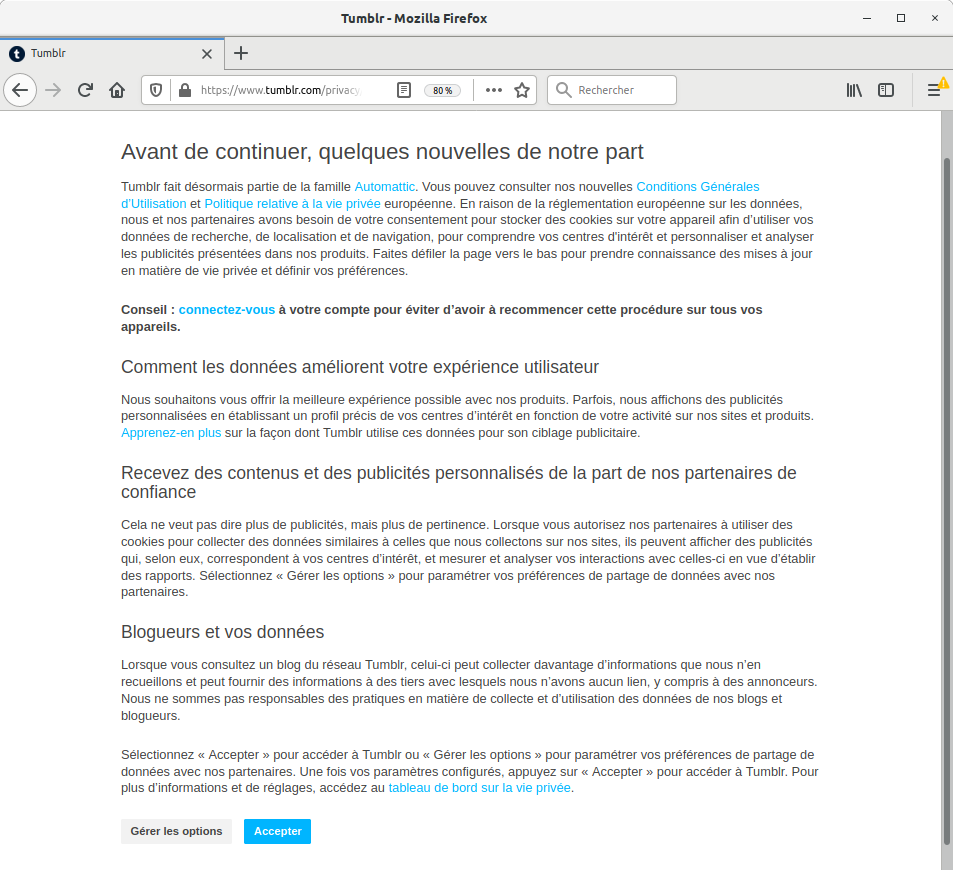 Tumblr - Mozilla Firefox
Tumblr
https://www.tumblr.com/privacy
80 %
Rechercher
Avant de continuer, quelques nouvelles de notre part
Tumblr fait désormais partie de la famille Automattic. Vous pouvez consulter nos nouvelles Conditions Générales
d’Utilisation et Politique relative à la vie privée européenne. En raison de la réglementation européenne sur les données,
nous et nos partenaires avons besoin de votre consentement pour stocker des cookies sur votre appareil afin d’utiliser vos
données de recherche, de localisation et de navigation, pour comprendre vos centres d'intérêt et personnaliser et analyser
les publicités présentées dans nos produits. Faites défiler la page vers le bas pour prendre connaissance des mises à jour
en matière de vie privée et définir vos préférences.
Conseil : connectez-vous à votre compte pour éviter d’avoir à recommencer cette procédure sur tous vos
appareils.
Comment les données améliorent votre expérience utilisateur
Nous souhaitons vous offrir la meilleure expérience possible avec nos produits. Parfois, nous affichons des publicités
personnalisées en établissant un profil précis de vos centres d’intérêt en fonction de votre activité sur nos sites et produits.
Apprenez-en plus sur la façon dont Tumblr utilise ces données pour son ciblage publicitaire.
Recevez des contenus et des publicités personnalisés de la part de nos partenaires de
confiance
Cela ne veut pas dire plus de publicités, mais plus de pertinence. Lorsque vous autorisez nos partenaires à utiliser des
cookies pour collecter des données similaires à celles que nous collectons sur nos sites, ils peuvent afficher des publicités
qui, selon eux, correspondent à vos centres d’intérêt, et mesurer et analyser vos interactions avec celles-ci en vue d’établir
des rapports. Sélectionnez « Gérer les options » pour paramétrer vos préférences de partage de données avec nos
partenaires.
Blogueurs et vos données
Lorsque vous consultez un blog du réseau Tumblr, celui-ci peut collecter davantage d’informations que nous n’en
recueillons et peut fournir des informations à des tiers avec lesquels nous n’avons aucun lien, y compris à des annonceurs.
Nous ne sommes pas responsables des pratiques en matière de collecte et d’utilisation des données de nos blogs et
blogueurs.
Sélectionnez « Accepter » pour accéder à Tumblr ou « Gérer les options » pour paramétrer vos préférences de partage de
données avec nos partenaires. Une fois vos paramètres configurés, appuyez sur « Accepter » pour accéder à Tumblr. Pour
plus d’informations et de réglages, accédez au tableau de bord sur la vie privée.
Gérer les options
Accepter